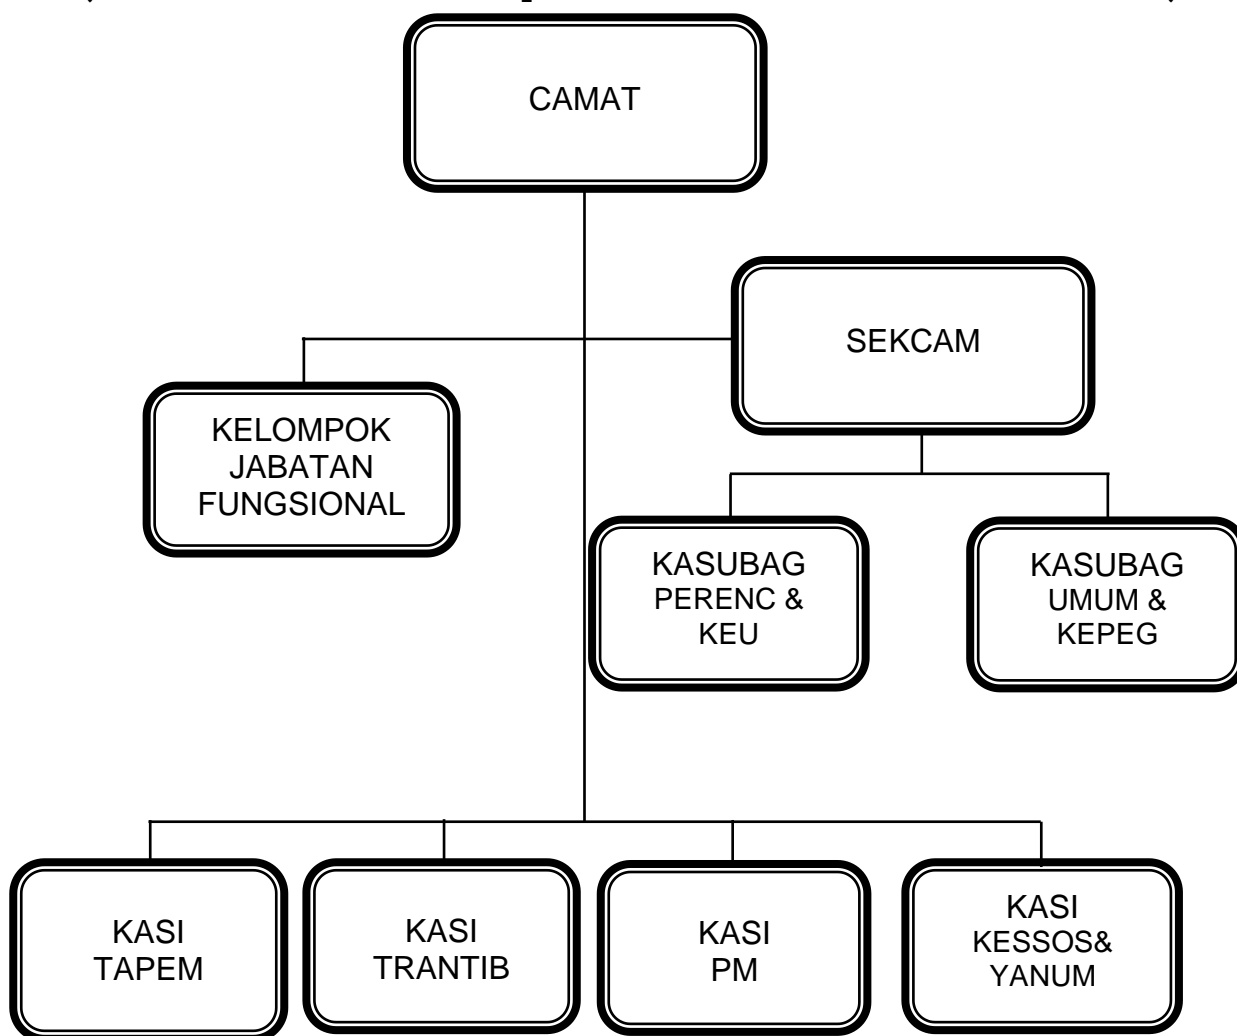 CAMAT
SEKCAM
KELOMPOK
JABATAN
FUNGSIONAL
KASUBAG
PERENC &
KEU
KASUBAG
UMUM &
KEPEG
KASI
TAPEM
KASI
TRANTIB
KASI
PM
KASI
KESSOS&
YANUM